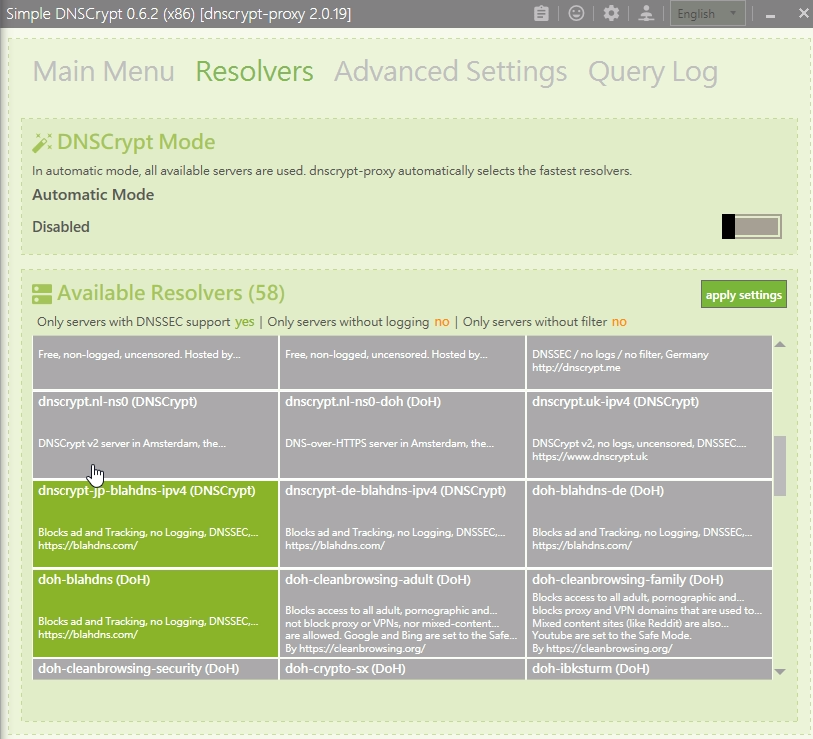 Simple DNSCrypt 0.6.2 (x86) [dnscrypt-proxy 2.0.19]
English
Main Menu Resolvers Advanced Settings Query Log
DNSCrypt Mode
In automatic mode, all available servers are used. dnscrypt-proxy automatically selects the fastest resolvers.
Automatic Mode
Disabled
Available Resolvers (58)
apply settings
Only servers with DNSSEC support yes | Only servers without logging no | Only servers without filter no
Free, non-logged, uncensored. Hosted by...
Free, non-logged, uncensored. Hosted by...
DNSSEC / no logs / no filter, Germany
http://dnscrypt.me
dnscrypt.nl-ns0 (DNSCrypt)
DNSCrypt v2 server in Amsterdam, the...
dnscrypt.nl-ns0-doh (DoH)
DNS-over-HTTPS server in Amsterdam, the...
dnscrypt.uk-ipv4 (DNSCrypt)
DNSCrypt v2, no logs, uncensored, DNSSEC....
https://www.dnscrypt.uk
dnscrypt-jp-blahdns-ipv4 (DNSCrypt)
Blocks ad and Tracking, no Logging, DNSSEC,...
https://blahdns.com/
dnscrypt-de-blahdns-ipv4 (DNSCrypt)
Blocks ad and Tracking, no Logging, DNSSEC,...
https://blahdns.com/
doh-blahdns-de (DoH)
Blocks ad and Tracking, no Logging, DNSSEC,...
https://blahdns.com/
doh-blahdns (DoH)
Blocks ad and Tracking, no Logging, DNSSEC,...
https://blahdns.com/
doh-cleanbrowsing-adult (DoH)
Blocks access to all adult, pornographic and...
not block proxy or VPNs, nor mixed-content...
are allowed. Google and Bing are set to the Safe...
By https://cleanbrowsing.org/
doh-cleanbrowsing-family (DoH)
Blocks access to all adult, pornographic and...
blocks proxy and VPN domains that are used to...
Mixed content sites (like Reddit) are also...
Youtube are set to the Safe Mode.
By https://cleanbrowsing.org/
doh-cleanbrowsing-security (DoH)
doh-crypto-sx (DoH)
doh-ibksturm (DoH)